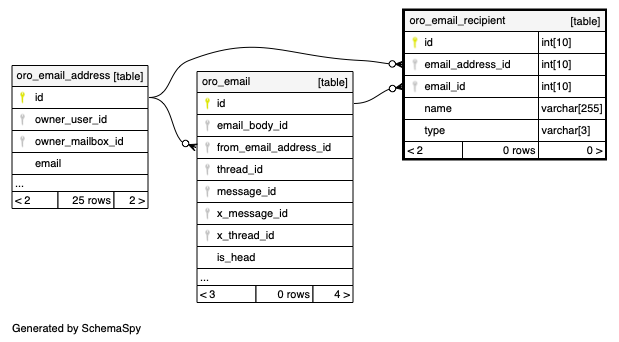 oro_email_recipient [table]
id int[10]
email_address_id int[10]
email_id int[10]
name varchar[255]
type varchar[3]
< 2 0 rows 0 >
oro_email_address [table]
id
owner_user_id
owner_mailbox_id
email
...
< 2 25 rows 2 >
oro_email [table]
id
email_body_id
from_email_address_id
thread_id
message_id
x_message_id
x_thread_id
is_head
...
< 3 0 rows 4 >
Generated by SchemaSpy